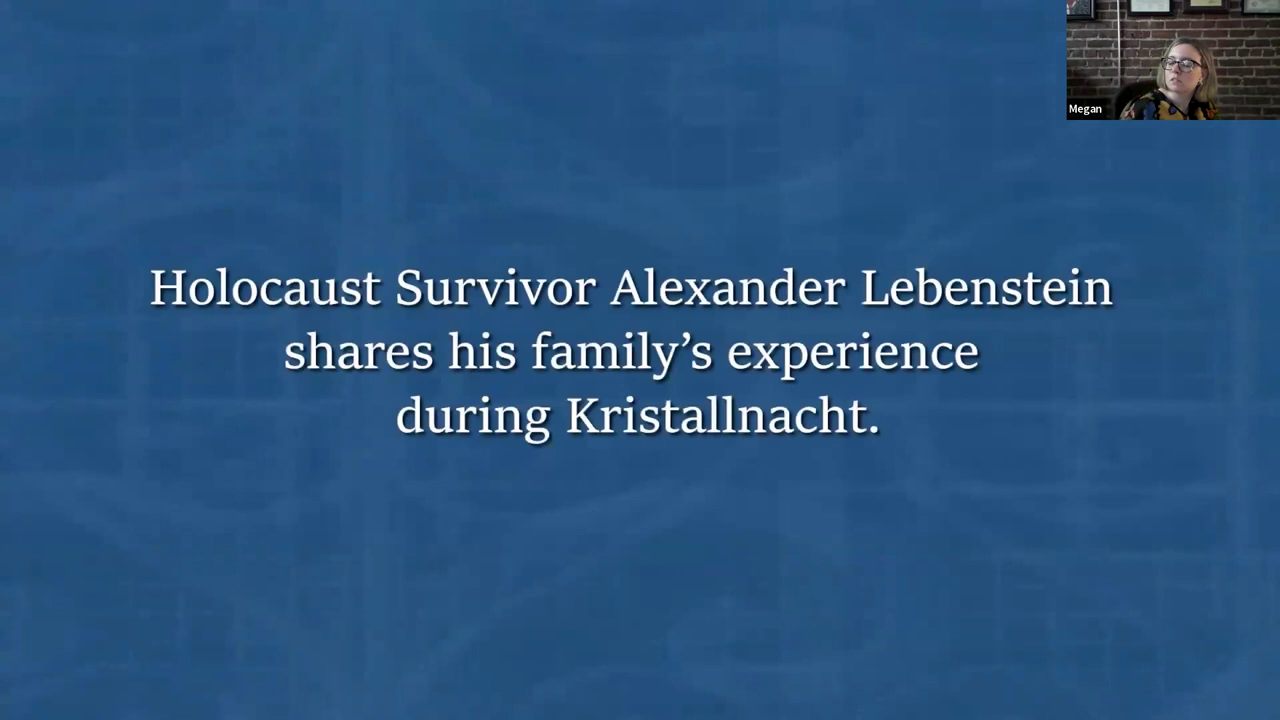 Megan
Holocaust Survivor Alexander Lebenstein
shares his family’s experience
during Kristallnacht.